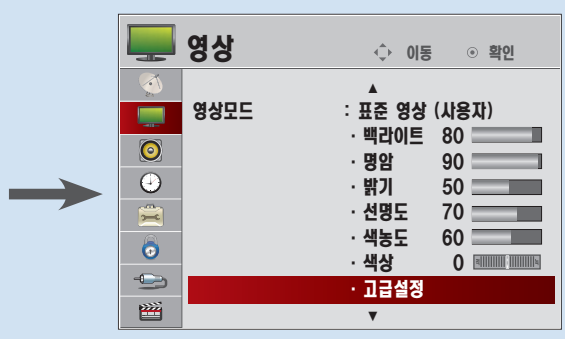 영상
이동
확인
영상모드 : 표준 영상 (사용자)
· 백라이트 80
· 명암 90
· 밝기 50
· 선명도 70
· 색농도 60
· 색상 0
· 고급설정